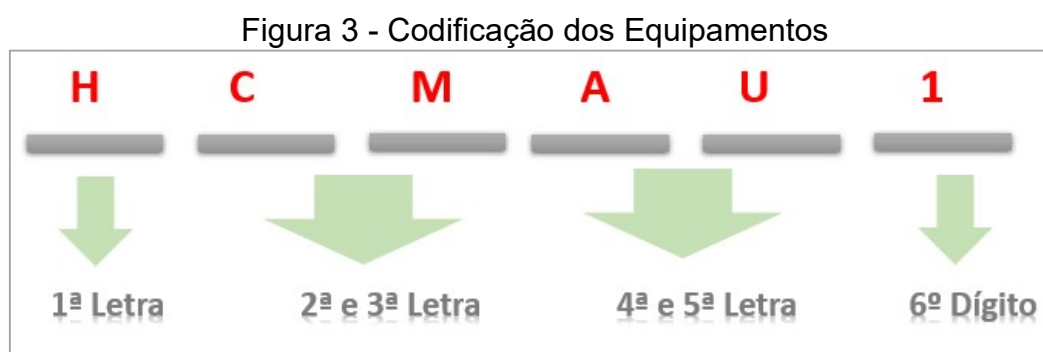 Figura 3 - Codificação dos Equipamentos
H C M A U 1
1ª Letra 2ª e 3ª Letra 4ª e 5ª Letra 6º Dígito